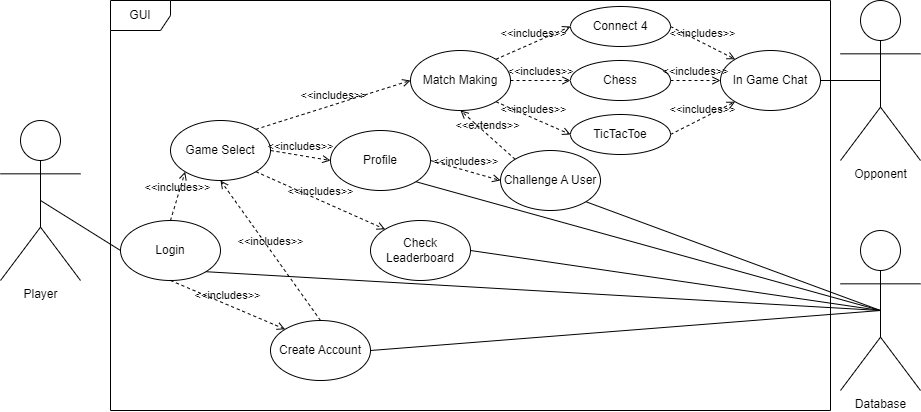 GUI
Connect 4
<<includes>>
<<includes>>
Match Making
<<includes>>
Chess
<<includes>>
In Game Chat
<<includes>>
<<includes>>
<<includes>>
TicTacToe
<<extends>>
Game Select
<<includes>>
Profile
<<includes>>
Challenge A User
Opponent
<<includes>>
<<includes>>
Login
<<includes>>
Check
Leaderboard
Player
<<includes>>
Create Account
Database